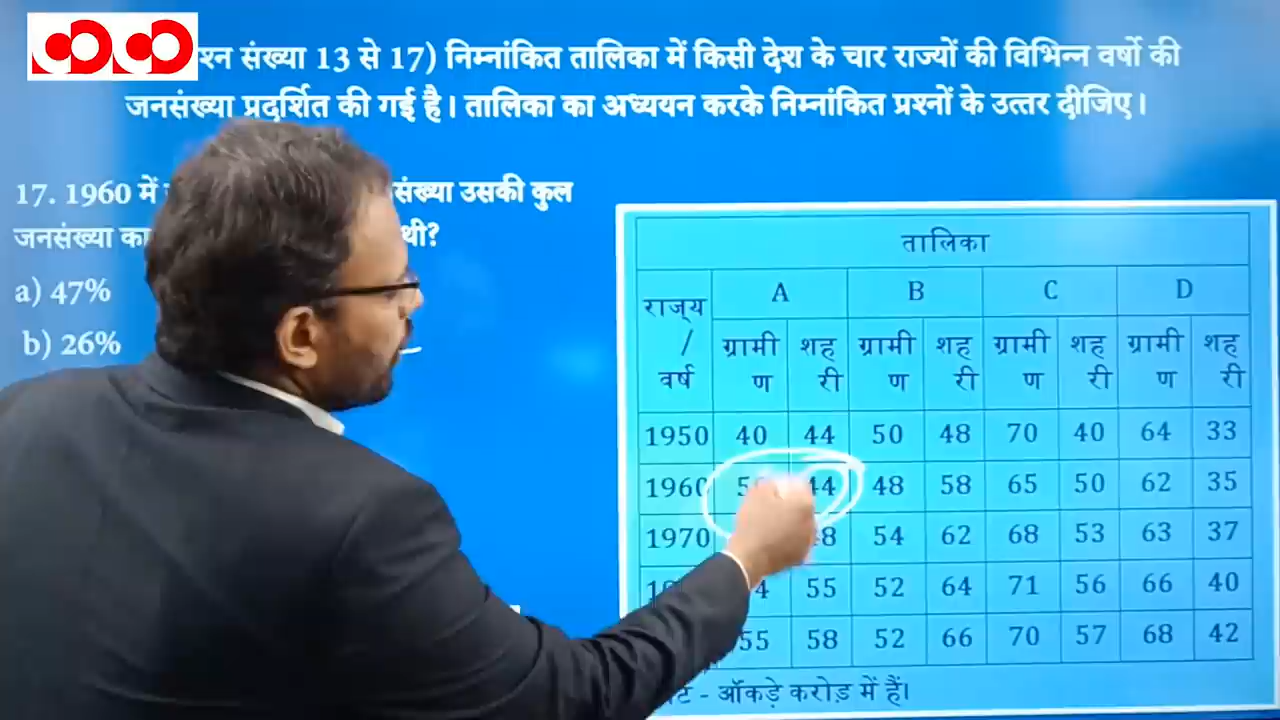 संख्या 13 से 17) निम्नांकित तालिका में किसी देश के चार राज्यों की विभिन्न वर्षो की
जनसंख्या प्रदर्शित की गई है। तालिका का अध्ययन करके निम्नांकित प्रश्नों के उत्तर दीजिए।
17. 1960 में संख्या उसकी कुल
जनसंख्या का थी?
a) 47%
b) 26%
तालिका
राज्य / वर्ष A B C D
ग्रामीण शहरी ग्रामीण शहरी ग्रामीण शहरी ग्रामीण शहरी
1950 40 44 50 48 70 40 64 33
1960 44 48 58 65 50 62 35
1970 54 62 68 53 63 37
55 52 64 71 56 66 40
55 58 52 66 70 57 68 42
- ऑकड़े करोड़ में हैं।